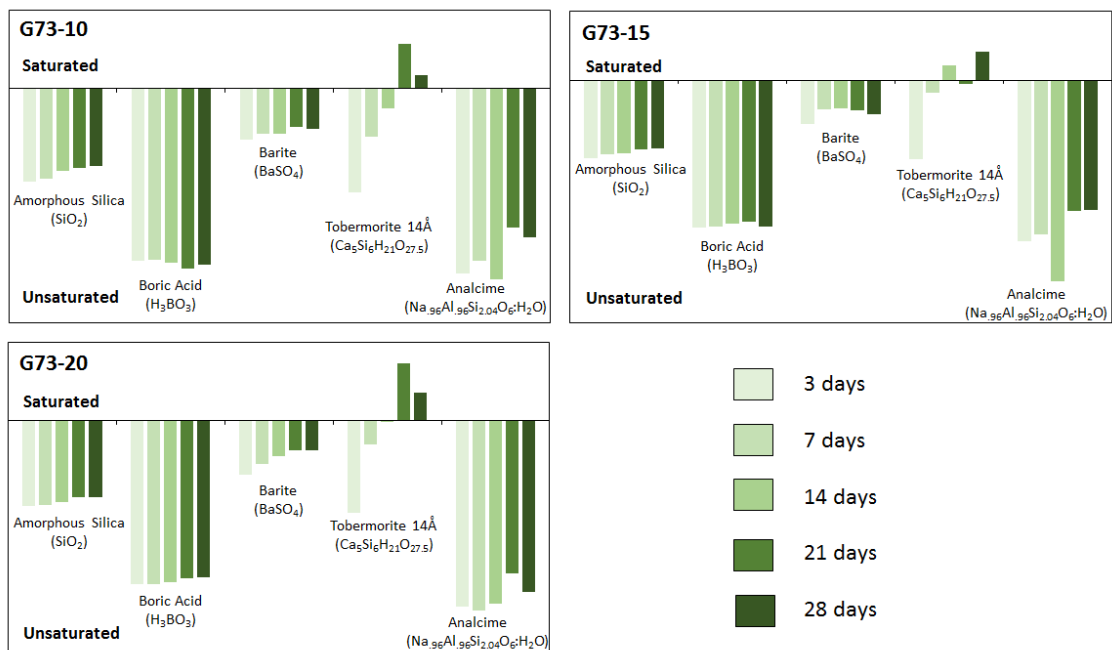 G73-10
Saturated
Amorphous Silica
(SiO₂)
Boric Acid
(H₃BO₃)
Barite
(BaSO₄)
Tobermorite 14Å
(Ca₅Si₆H₂₁O₂₇.₅)
Analcime
(Na.₉₆Al.₉₆Si₂.₀₄O₆:H₂O)
Unsaturated
G73-15
Saturated
Amorphous Silica
(SiO₂)
Boric Acid
(H₃BO₃)
Barite
(BaSO₄)
Tobermorite 14Å
(Ca₅Si₆H₂₁O₂₇.₅)
Analcime
(Na.₉₆Al.₉₆Si₂.₀₄O₆:H₂O)
Unsaturated
G73-20
Saturated
Amorphous Silica
(SiO₂)
Boric Acid
(H₃BO₃)
Barite
(BaSO₄)
Tobermorite 14Å
(Ca₅Si₆H₂₁O₂₇.₅)
Analcime
(Na.₉₆Al.₉₆Si₂.₀₄O₆:H₂O)
Unsaturated
3 days
7 days
14 days
21 days
28 days